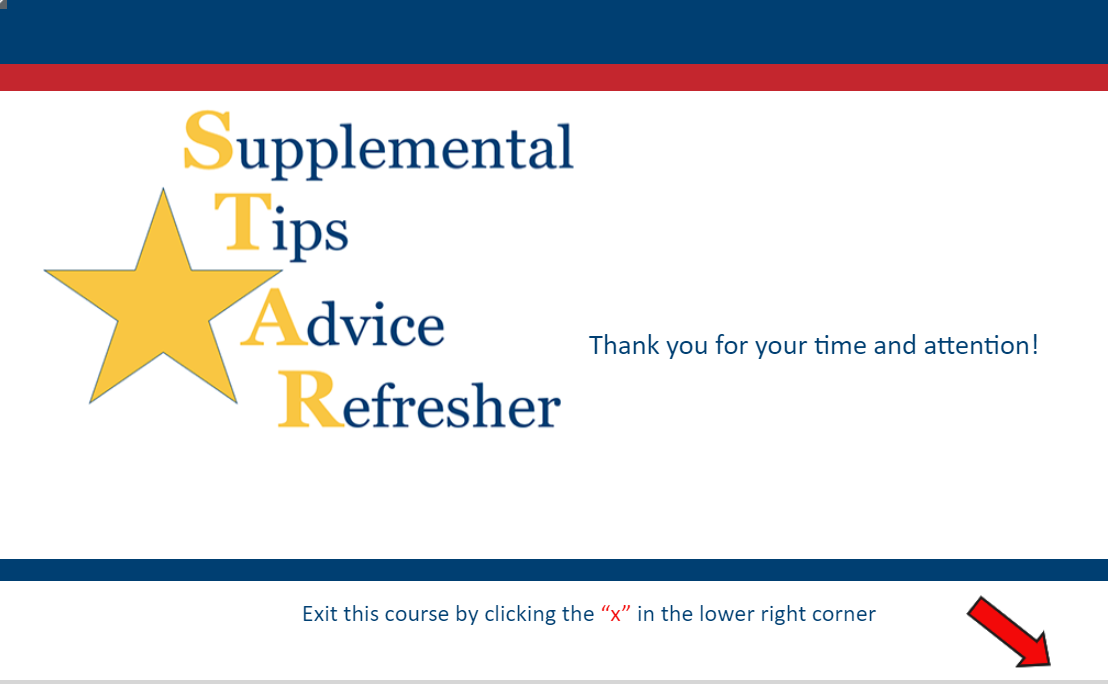 Supplemental
Tips
Advice
Refresher
Thank you for your time and attention!
Exit this course by clicking the “x” in the lower right corner